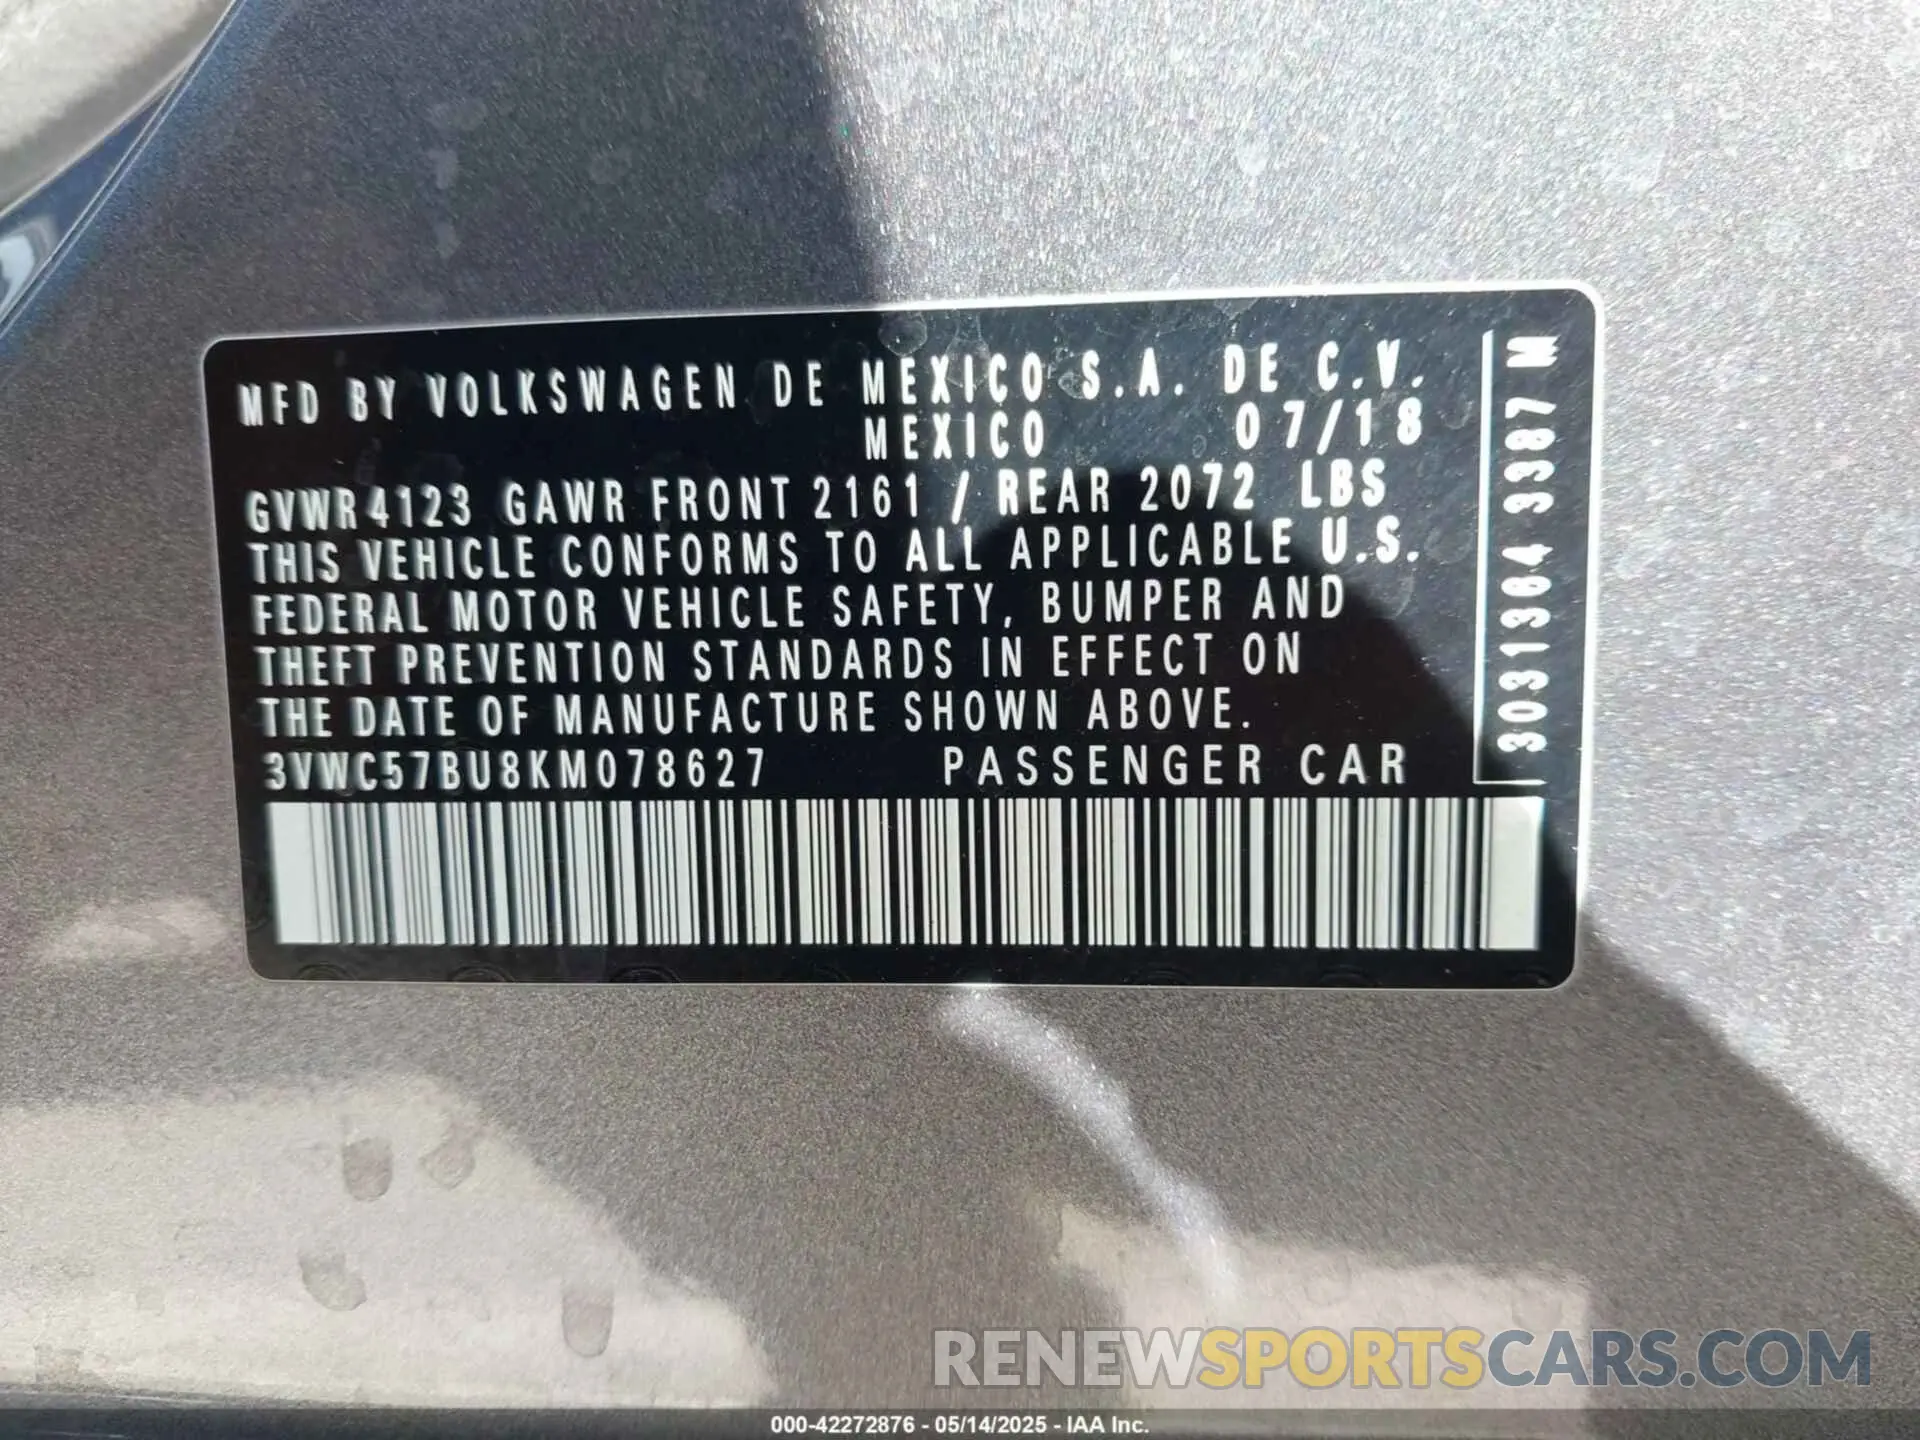 MFD BY VOLKSWAGEN DE MEXICO S.A. DE C.V.
MEXICO 07/18
GVWR 4123 GAWR FRONT 2161 / REAR 2072 LBS
THIS VEHICLE CONFORMS TO ALL APPLICABLE U.S.
FEDERAL MOTOR VEHICLE SAFETY, BUMPER AND
THEFT PREVENTION STANDARDS IN EFFECT ON
THE DATE OF MANUFACTURE SHOWN ABOVE.
3VWC57BU8KM078627 PASSENGER CAR
3031364 3387 M
RENEWSPORTSCARS.COM
000-42272876 - 05/14/2025 - IAA Inc.